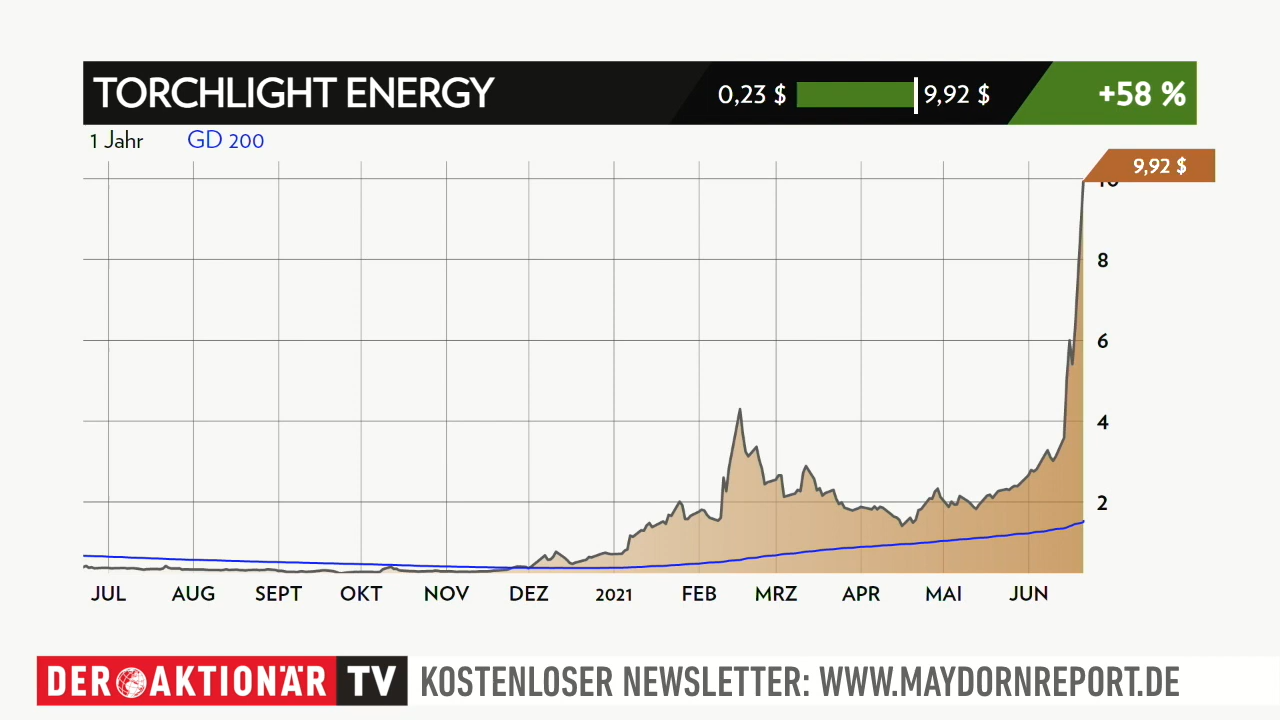 TORCHLIGHT ENERGY
0,23 $ 9,92 $
+58 %
1 Jahr GD 200
9,92 $
10
8
6
4
2
JUL AUG SEPT OKT NOV DEZ 2021 FEB MRZ APR MAI JUN
DER AKTIONÄR TV
KOSTENLOSER NEWSLETTER: WWW.MAYDORNREPORT.DE